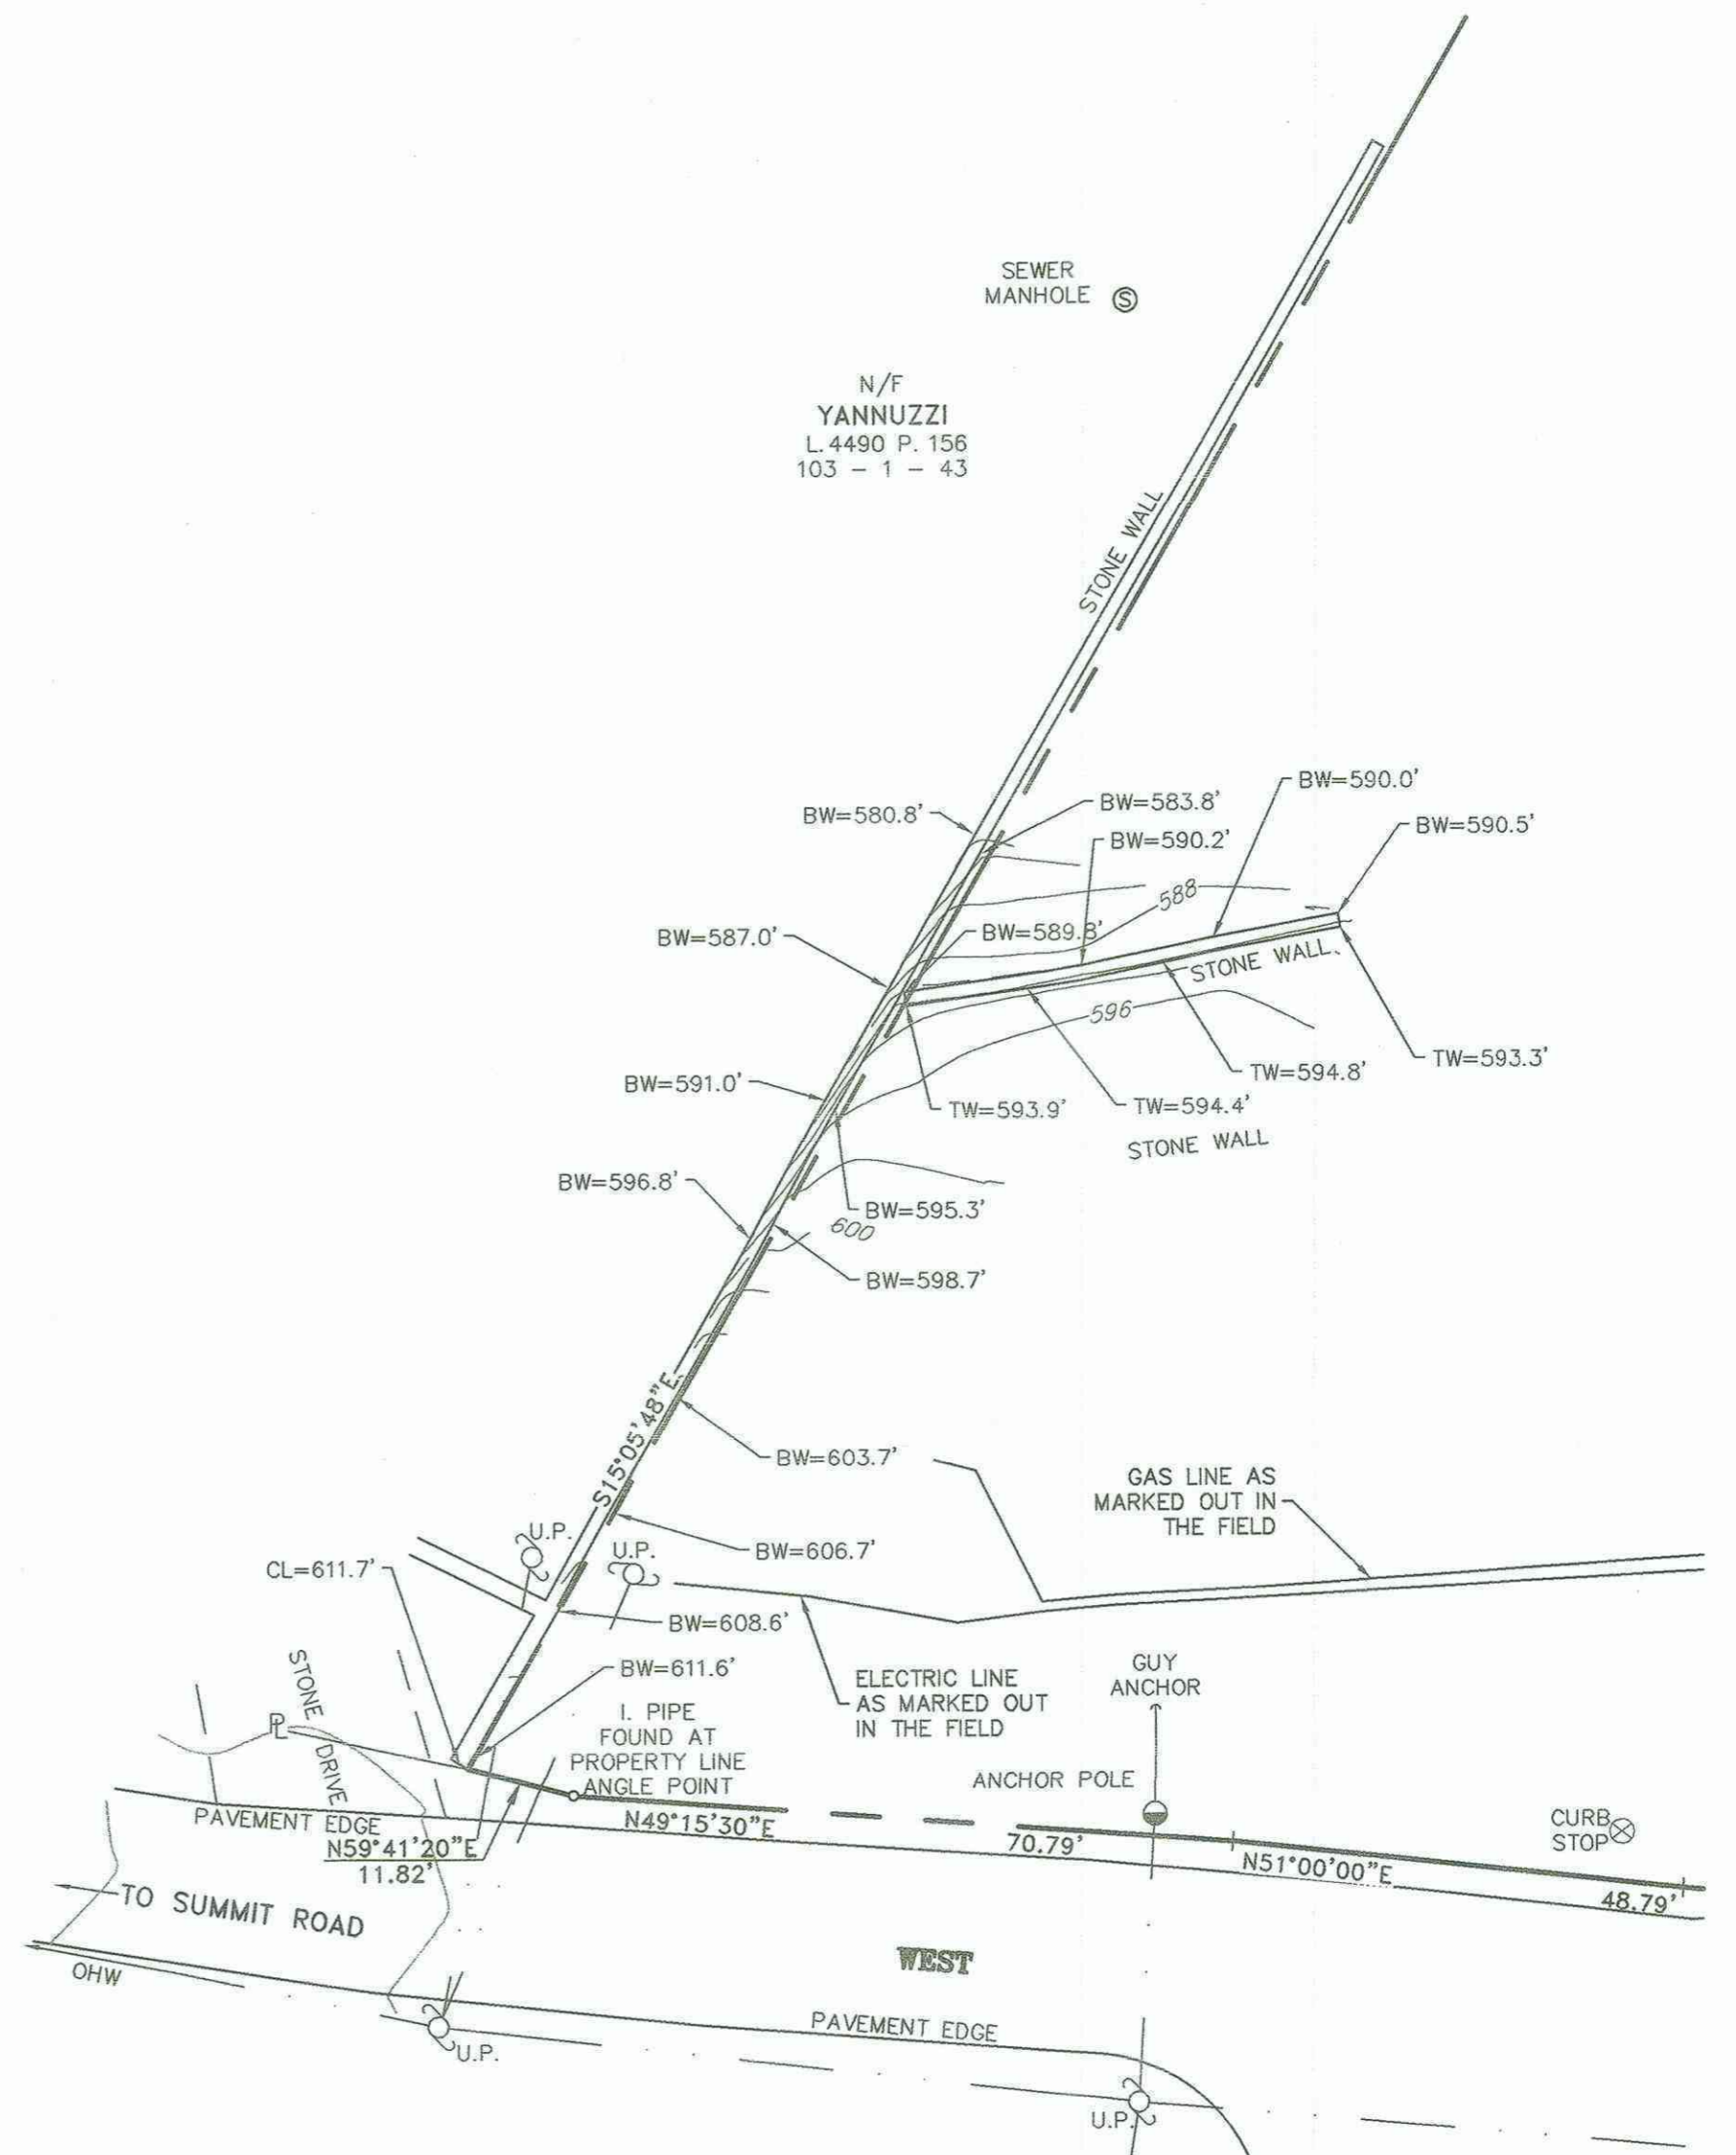 SEWER
MANHOLE
S
N/F
YANNUZZI
L. 4490 P. 156
103 - 1 - 43
STONE WALL
BW=590.0'
BW=583.8'
BW=580.8'
BW=590.2'
BW=590.5'
588
BW=587.0'
BW=589.8'
STONE WALL
596
TW=593.3'
TW=594.8'
BW=591.0'
TW=593.9'
TW=594.4'
STONE WALL
BW=596.8'
BW=595.3'
600
BW=598.7'
S15°05'48"E
BW=603.7'
GAS LINE AS
MARKED OUT IN
THE FIELD
U.P.
U.P.
BW=606.7'
CL=611.7'
BW=608.6'
BW=611.6'
ELECTRIC LINE
AS MARKED OUT
IN THE FIELD
GUY
ANCHOR
STONE DRIVE
PL
I. PIPE
FOUND AT
PROPERTY LINE
ANGLE POINT
ANCHOR POLE
CURB
STOP
PAVEMENT EDGE
N49°15'30"E
70.79'
N59°41'20"E
11.82'
N51°00'00"E
48.79'
TO SUMMIT ROAD
WEST
OHW
PAVEMENT EDGE
U.P.
U.P.